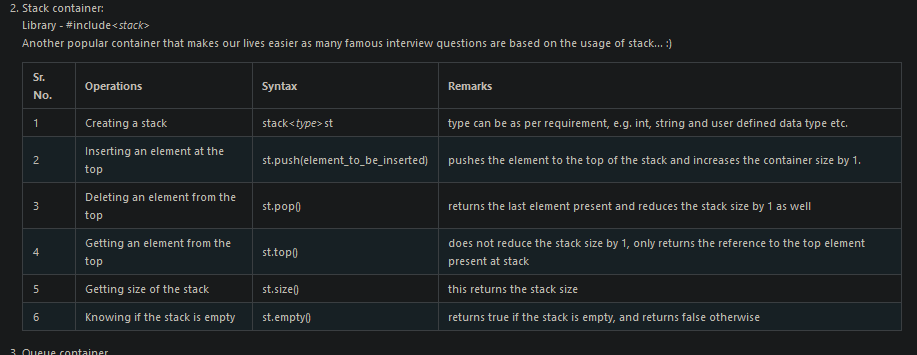 2. Stack container:
Library - #include<stack>
Another popular container that makes our lives easier as many famous interview questions are based on the usage of stack... :)
Sr. No. Operations Syntax Remarks
1 Creating a stack stack<type>st type can be as per requirement, e.g. int, string and user defined data type etc.
2 Inserting an element at the top st.push(element_to_be_inserted) pushes the element to the top of the stack and increases the container size by 1.
3 Deleting an element from the top st.pop() returns the last element present and reduces the stack size by 1 as well
4 Getting an element from the top st.top() does not reduce the stack size by 1, only returns the reference to the top element present at stack
5 Getting size of the stack st.size() this returns the stack size
6 Knowing if the stack is empty st.empty() returns true if the stack is empty, and returns false otherwise
3. Queue container